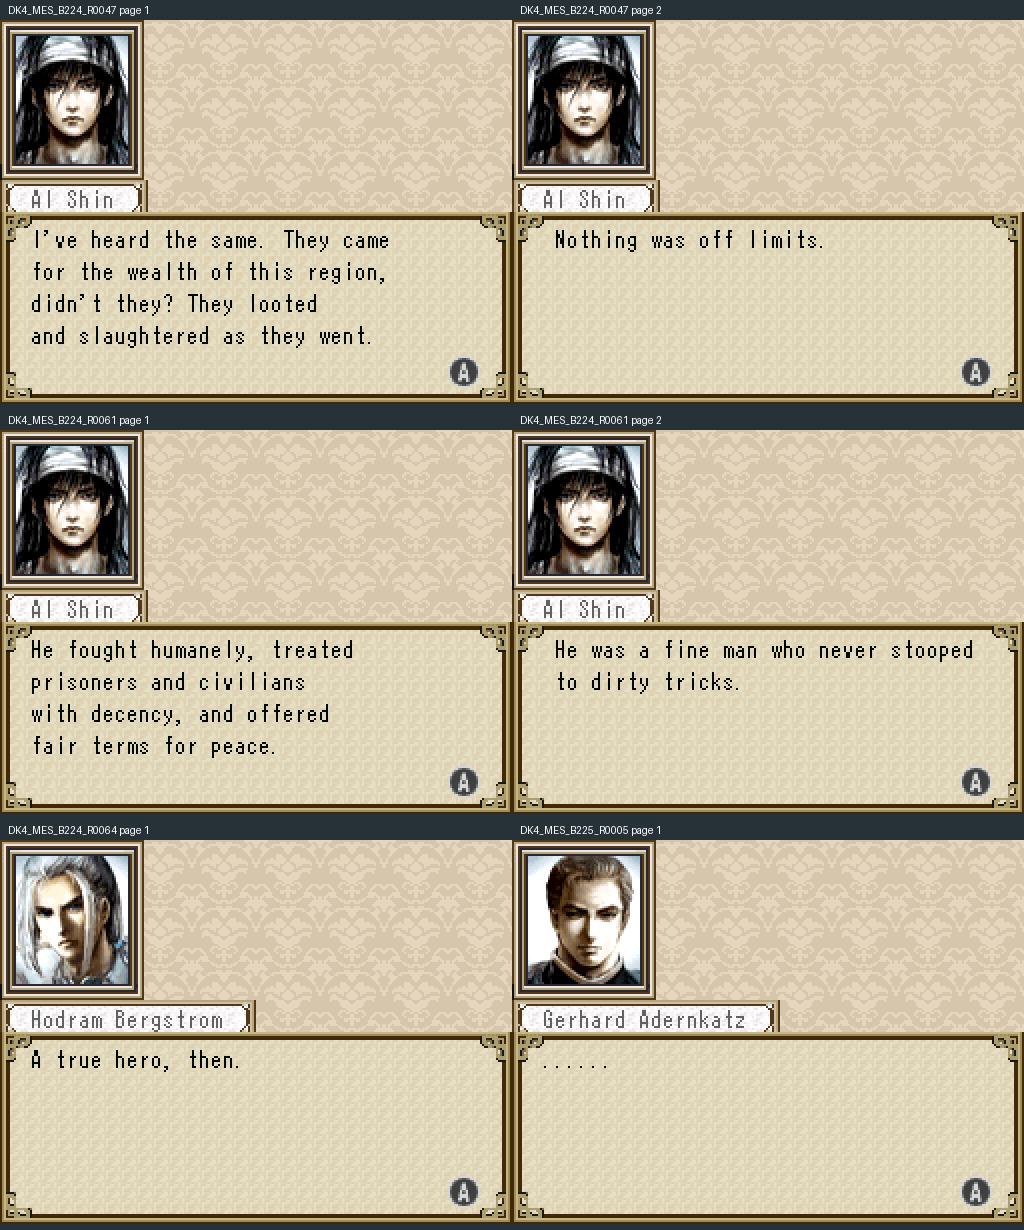 DK4_MES_B224_R0047 page 1
Al Shin
I've heard the same. They came
for the wealth of this region,
didn't they? They looted
and slaughtered as they went.
A
DK4_MES_B224_R0047 page 2
Al Shin
Nothing was off limits.
A
DK4_MES_B224_R0061 page 1
Al Shin
He fought humanely, treated
prisoners and civilians
with decency, and offered
fair terms for peace.
A
DK4_MES_B224_R0061 page 2
Al Shin
He was a fine man who never stooped
to dirty tricks.
A
DK4_MES_B224_R0064 page 1
Hodram Bergstrom
A true hero, then.
A
DK4_MES_B225_R0005 page 1
Gerhard Adernkatz
......
A